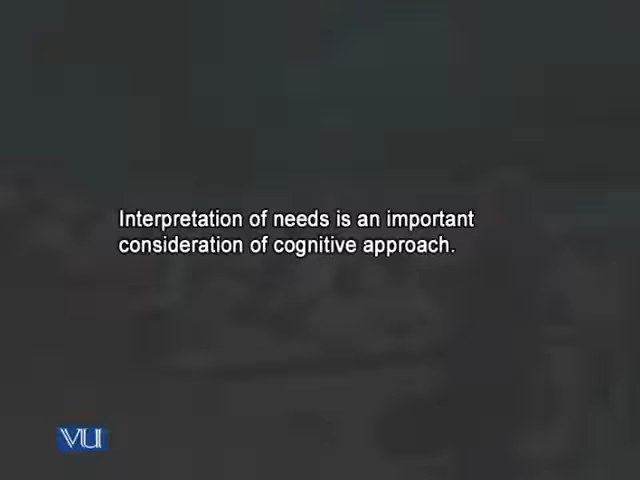 Interpretation of needs is an important
consideration of cognitive approach.
VU